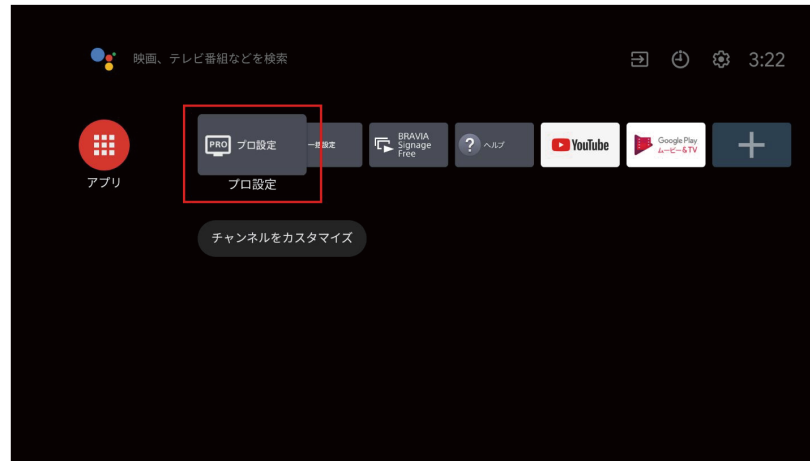 映画、テレビ番組などを検索
3:22
アプリ
PRO プロ設定
一括設定
BRAVIA
Signage
Free
? ヘルプ
YouTube
Google Play
ムービー&TV
プロ設定
チャンネルをカスタマイズ